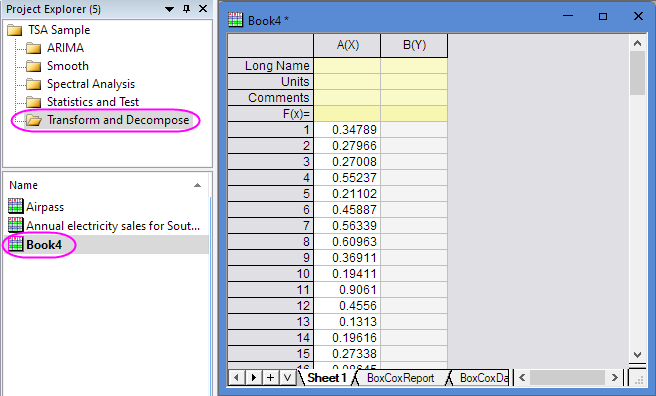 Project Explorer (5)
TSA Sample
ARIMA
Smooth
Spectral Analysis
Statistics and Test
Transform and Decompose
Name
Airpass
Annual electricity sales for Sout...
Book4
Book4 *
A(X) B(Y)
Long Name
Units
Comments
F(x)=
1 0.34789
2 0.27966
3 0.27008
4 0.55237
5 0.21102
6 0.45887
7 0.56339
8 0.60963
9 0.36911
10 0.19411
11 0.9061
12 0.4556
13 0.1313
14 0.19616
15 0.27338
Sheet1 BoxCoxReport BoxCoxDa